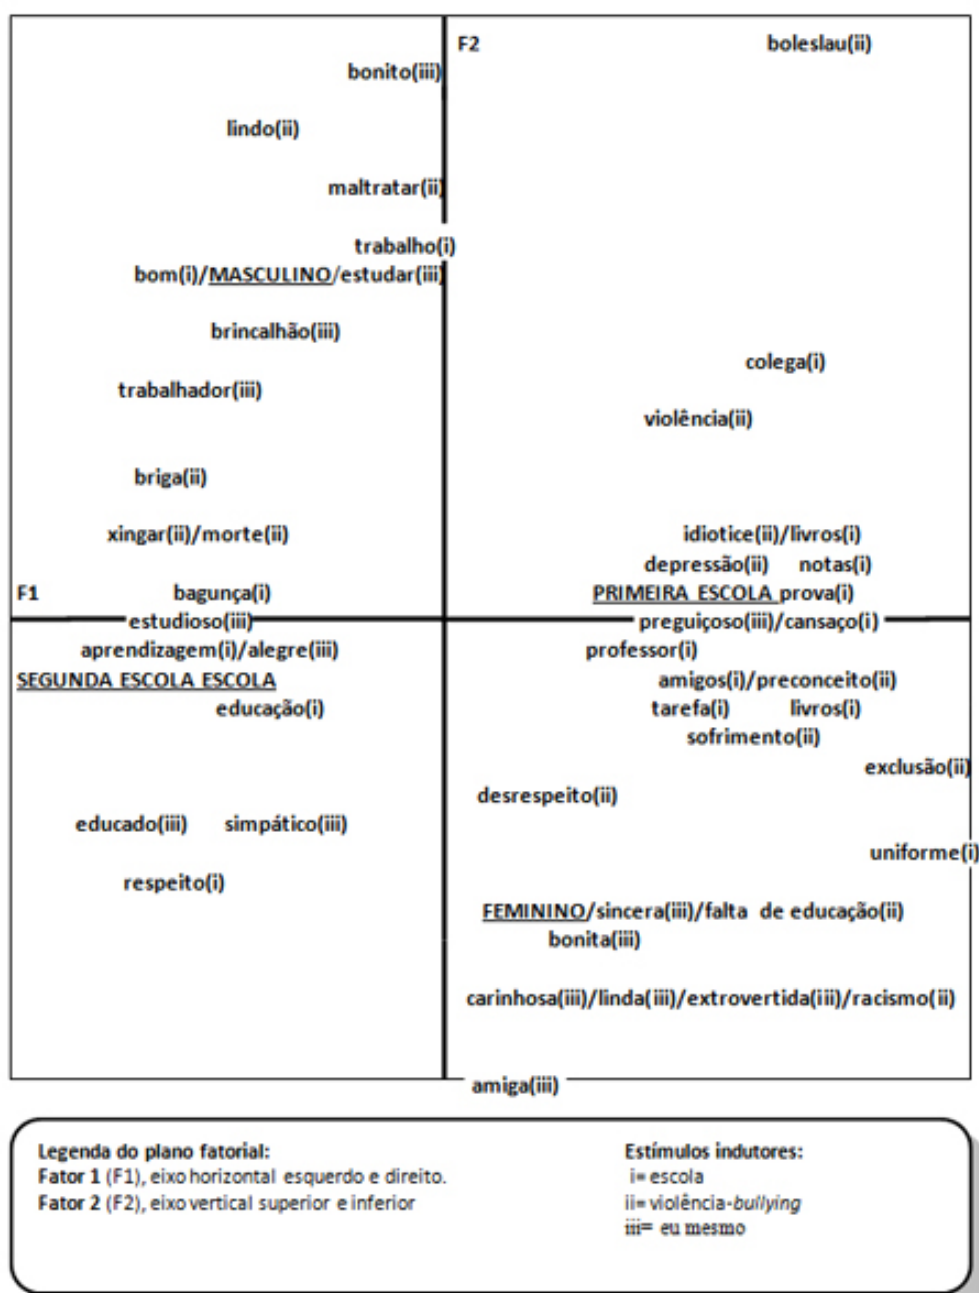 F2 boleslau(ii)
bonito(iii)
lindo(ii)
maltratar(ii)
trabalho(i)
bom(i)/MASCULINO/estudar(iii)
brincalhão(iii)
colega(i)
trabalhador(iii)
violência(ii)
briga(ii)
xingar(ii)/morte(ii) idiotice(ii)/livros(i)
depressão(ii) notas(i)
F1 bagunça(i) PRIMEIRA ESCOLA prova(i)
estudioso(iii) preguiçoso(iii)/cansaço(i)
aprendizagem(i)/alegre(iii) professor(i)
SEGUNDA ESCOLA ESCOLA amigos(i)/preconceito(ii)
educação(i) tarefa(i) livros(i)
sofrimento(ii)
exclusão(ii)
desrespeito(ii)
educado(iii) simpático(iii)
uniforme(i)
respeito(i)
FEMININO/sincera(iii)/falta de educação(ii)
bonita(iii)
carinhosa(iii)/linda(iii)/extrovertida(iii)/racismo(ii)
amiga(iii)
Legenda do plano fatorial:
Fator 1 (F1), eixo horizontal esquerdo e direito.
Fator 2 (F2), eixo vertical superior e inferior
Estímulos indutores:
i= escola
ii= violência-bullying
iii= eu mesmo